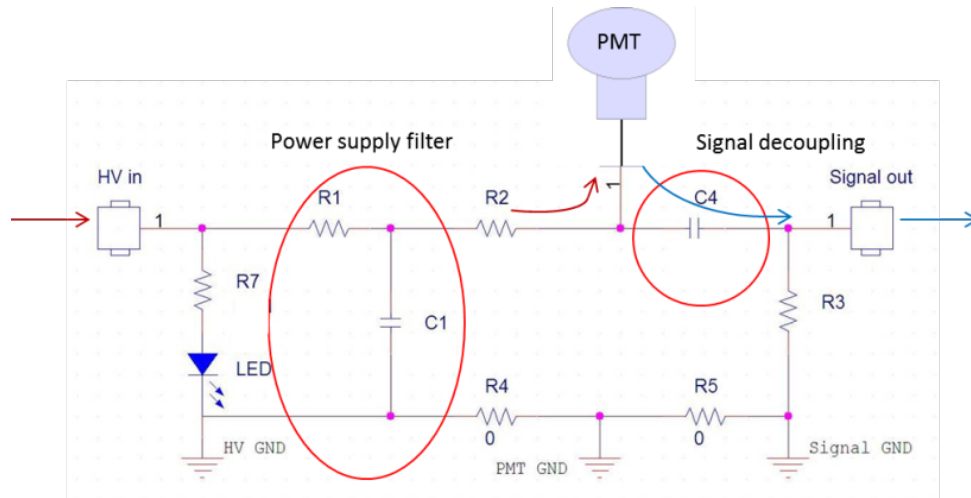 PMT
Power supply filter
Signal decoupling
HV in
R1
R2
1
C4
Signal out
1
1
R7
C1
R3
LED
R4
R5
0
0
HV GND
PMT GND
Signal GND